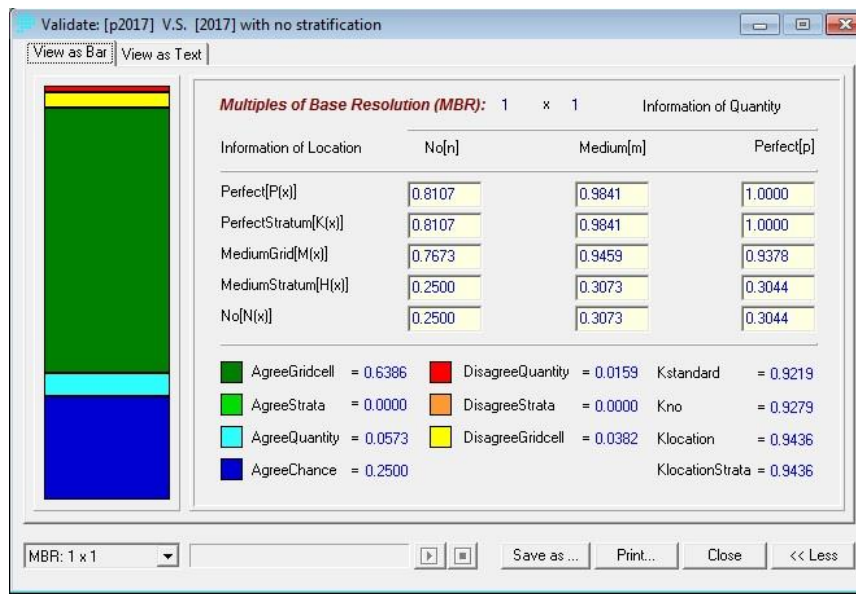 Validate: [p2017] V.S. [2017] with no stratification
View as Bar View as Text
Multiples of Base Resolution (MBR): 1 x 1 Information of Quantity
Information of Location No[n] Medium[m] Perfect[p]
Perfect[P(x)] 0.8107 0.9841 1.0000
PerfectStratum[K(x)] 0.8107 0.9841 1.0000
MediumGrid[M(x)] 0.7673 0.9459 0.9378
MediumStratum[H(x)] 0.2500 0.3073 0.3044
No[N(x)] 0.2500 0.3073 0.3044
AgreeGridcell = 0.6386 DisagreeQuantity = 0.0159 Kstandard = 0.9219
AgreeStrata = 0.0000 DisagreeStrata = 0.0000 Kno = 0.9279
AgreeQuantity = 0.0573 DisagreeGridcell = 0.0382 Klocation = 0.9436
AgreeChance = 0.2500 KlocationStrata = 0.9436
MBR: 1 x 1 Save as ... Print... Close << Less